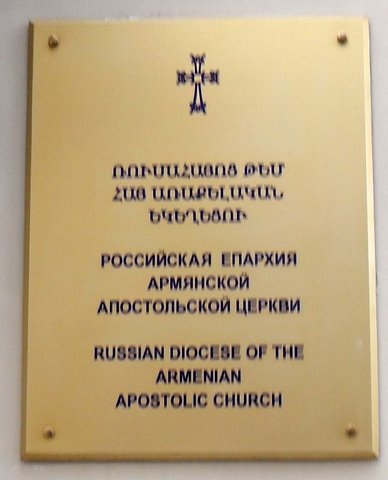 ՌՈՒՍԱՀԱՅՈՑ ԹԵՄ
ՀԱՅ ԱՌԱՔԵԼԱԿԱՆ
ԵԿԵՂԵՑՈՒ
РОССИЙСКАЯ ЕПАРХИЯ
АРМЯНСКОЙ
АПОСТОЛЬСКОЙ ЦЕРКВИ
RUSSIAN DIOCESE OF THE
ARMENIAN
APOSTOLIC CHURCH